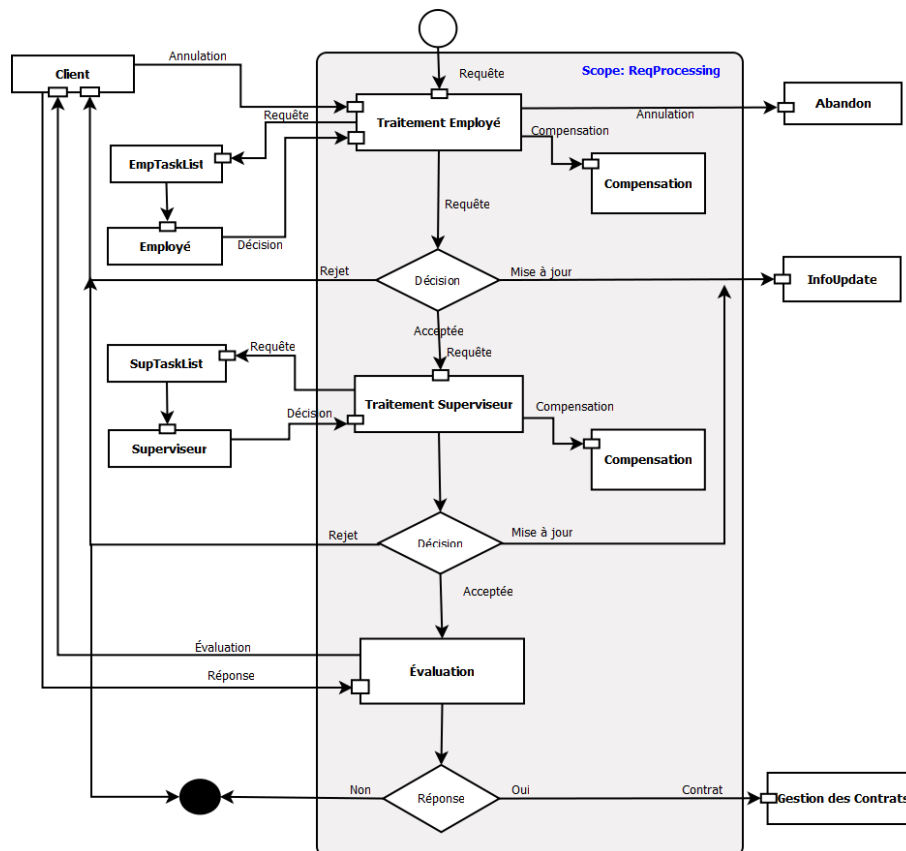 Scope: ReqProcessing
Annulation
Client
Requête
Abandon
Traitement Employé
Requête
Annulation
Compensation
EmpTaskList
Compensation
Requête
Employé
Décision
Rejet
Décision
Mise à jour
InfoUpdate
Acceptée
Requête
Requête
SupTaskList
Traitement Superviseur
Compensation
Décision
Superviseur
Compensation
Rejet
Décision
Mise à jour
Acceptée
Évaluation
Évaluation
Réponse
Non
Réponse
Oui
Contrat
Gestion des Contrats